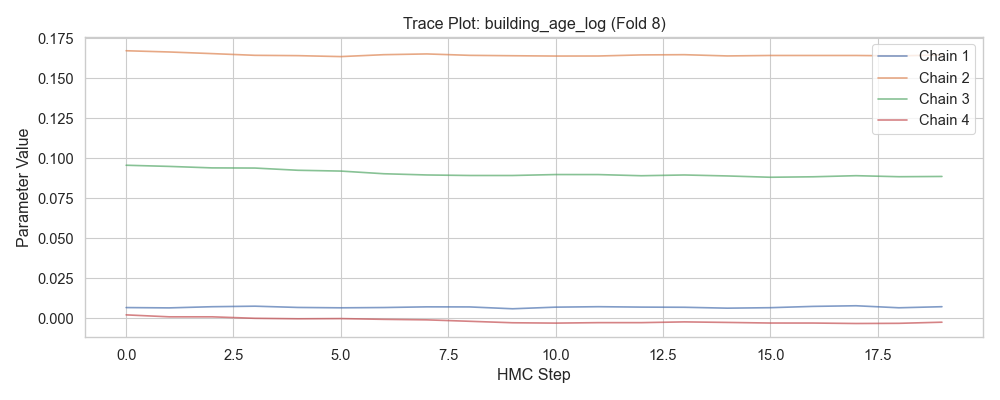 Trace Plot: building_age_log (Fold 8)
Parameter Value
0.175
0.150
0.125
0.100
0.075
0.050
0.025
0.000
Chain 1
Chain 2
Chain 3
Chain 4
0.0 2.5 5.0 7.5 10.0 12.5 15.0 17.5
HMC Step